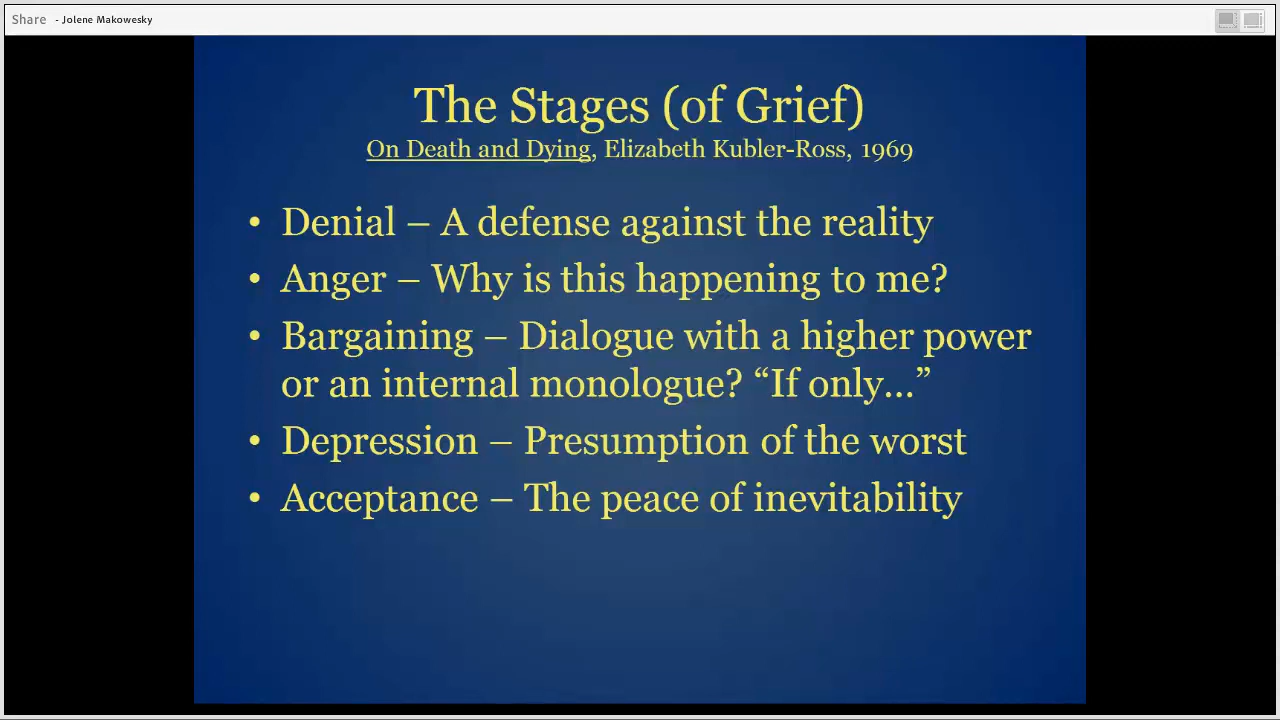 Share - Jolene Makowesky
The Stages (of Grief)
On Death and Dying, Elizabeth Kubler-Ross, 1969
• Denial – A defense against the reality
• Anger – Why is this happening to me?
• Bargaining – Dialogue with a higher power
or an internal monologue? “If only...”
• Depression – Presumption of the worst
• Acceptance – The peace of inevitability